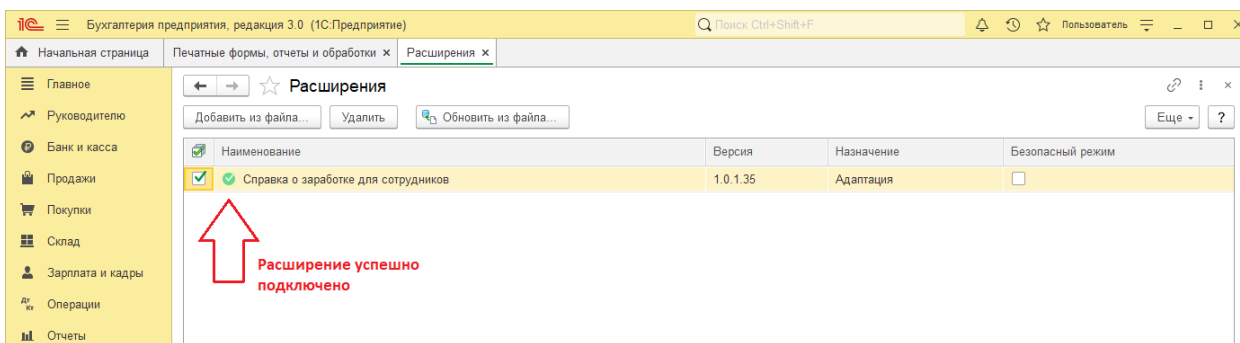 1С Бухгалтерия предприятия, редакция 3.0 (1С:Предприятие) Поиск Ctrl+Shift+F Пользователь
Начальная страница Печатные формы, отчеты и обработки × Расширения ×
Главное Расширения
Руководителю Добавить из файла... Удалить Обновить из файла... Еще ?
Банк и касса Наименование Версия Назначение Безопасный режим
Продажи Справка о заработке для сотрудников 1.0.1.35 Адаптация
Покупки
Склад
Зарплата и кадры Расширение успешно
подключено
Дт Кт Операции
Отчеты